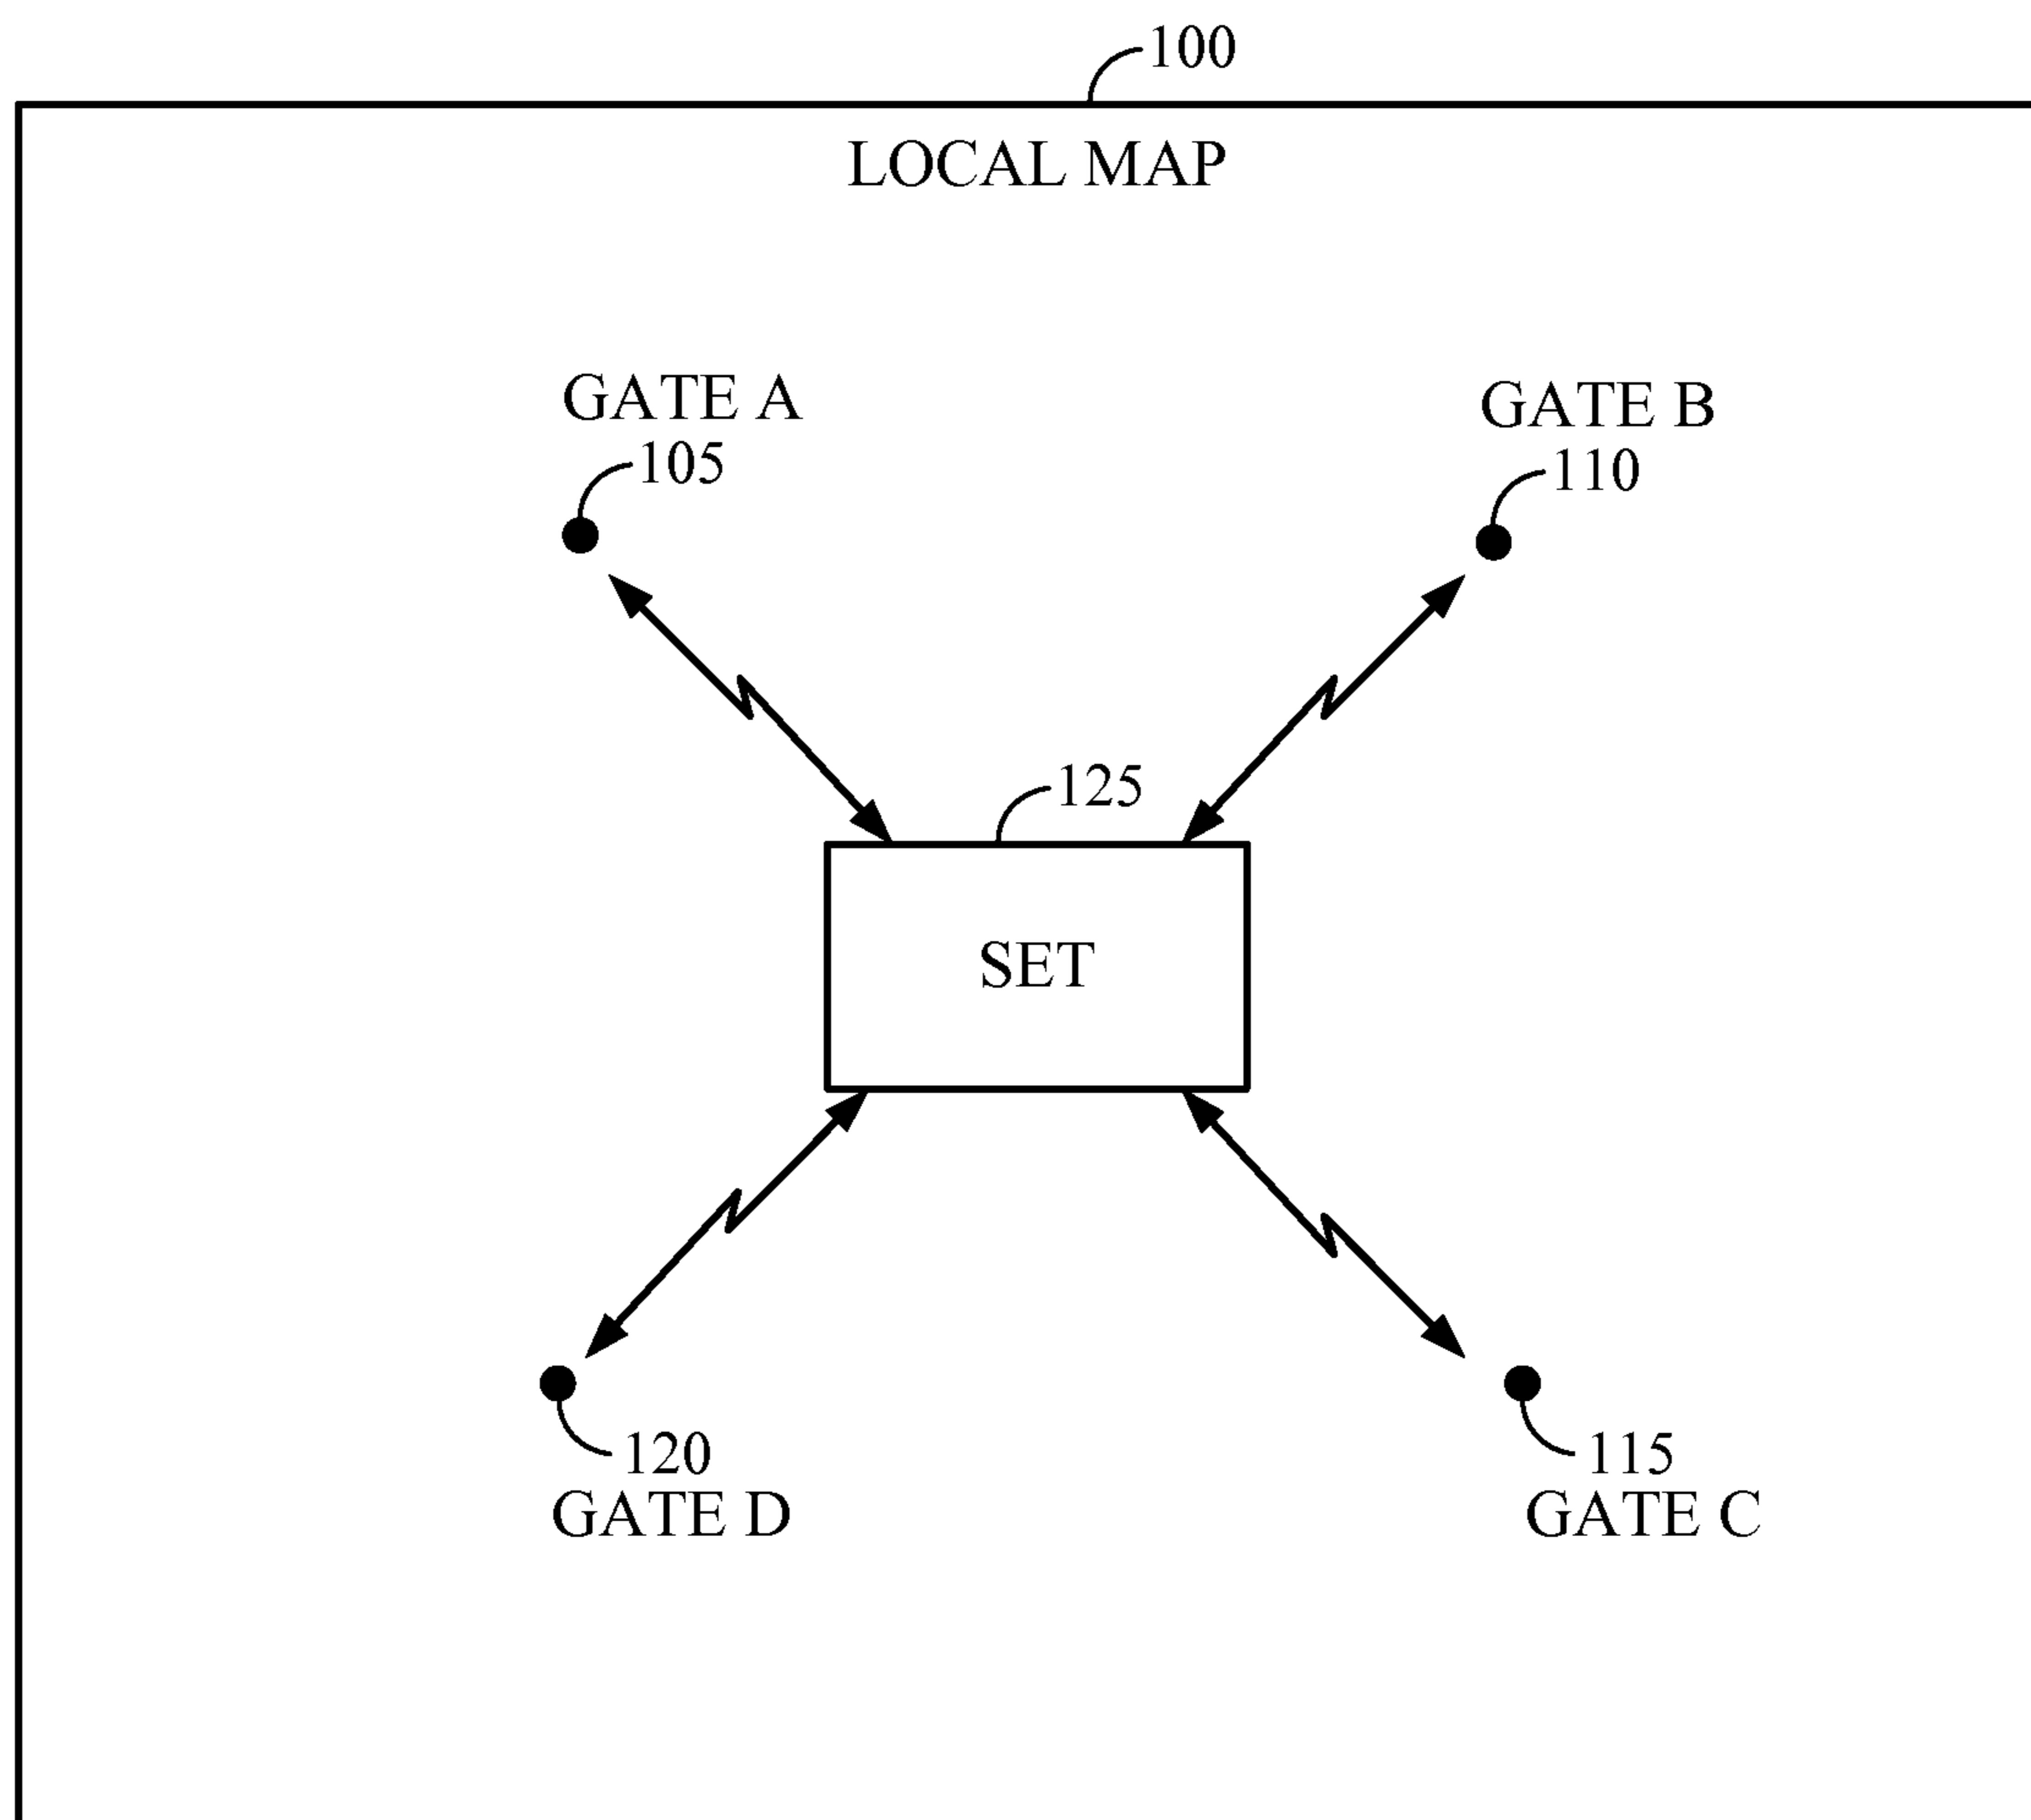 100
LOCAL MAP
GATE A
105
GATE B
110
125
SET
120
GATE D
115
GATE C